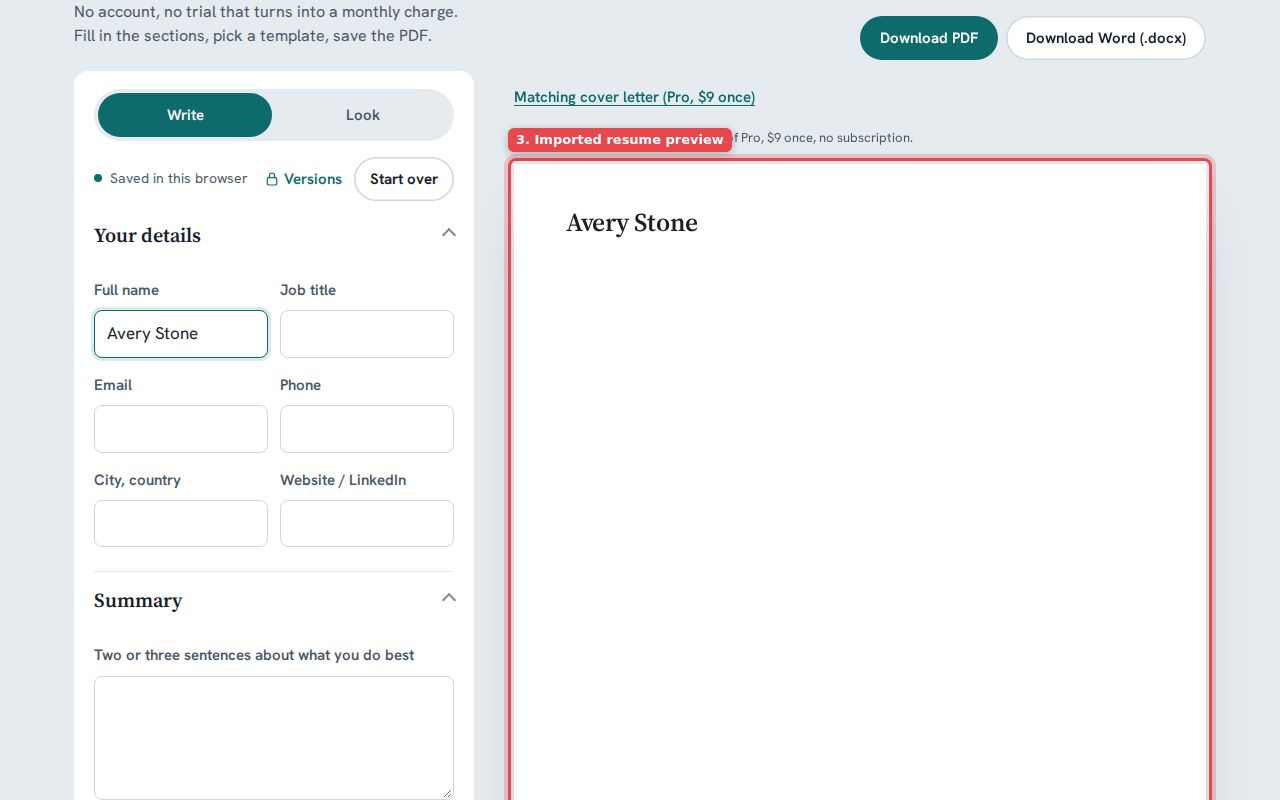 No account, no trial that turns into a monthly charge.
Fill in the sections, pick a template, save the PDF.
Download PDF
Download Word (.docx)
Write
Look
Matching cover letter (Pro, $9 once)
3. Imported resume preview
of Pro, $9 once, no subscription.
Saved in this browser
Versions
Start over
Your details
Avery Stone
Full name
Job title
Avery Stone
Email
Phone
City, country
Website / LinkedIn
Summary
Two or three sentences about what you do best